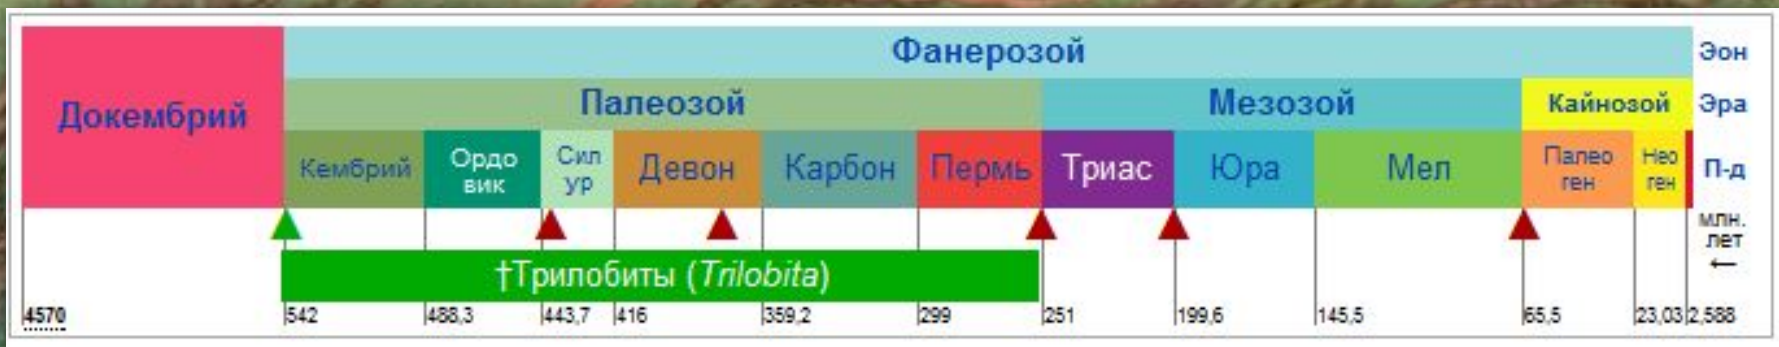 Фанерозой
Эон
Докембрий
Палеозой
Мезозой
Кайнозой
Эра
Кембрий
Ордо
вик
Сил
ур
Девон
Карбон
Пермь
Триас
Юра
Мел
Палео
ген
Нео
ген
П-д
млн.
лет
←
†Трилобиты (Trilobita)
4570
542
488,3
443,7
416
359,2
299
251
199,6
145,5
65,5
23,03
2,588